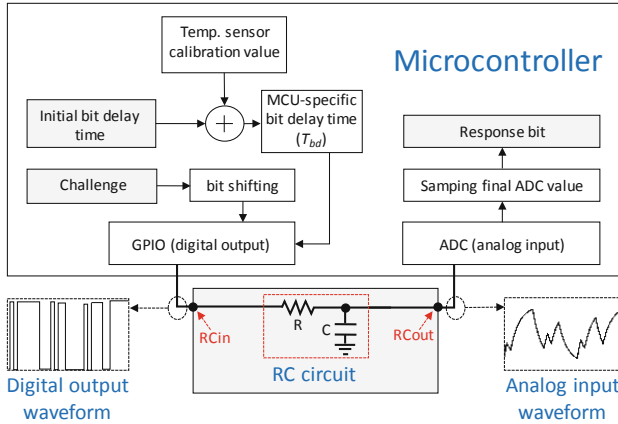 Temp. sensor
calibration value
Microcontroller
Initial bit delay
time
+
MCU-specific
bit delay time
(T_bd)
Response bit
Challenge
bit shifting
Samping final ADC value
GPIO (digital output)
ADC (analog input)
RCin
R
C
RCout
RC circuit
Digital output
waveform
Analog input
waveform